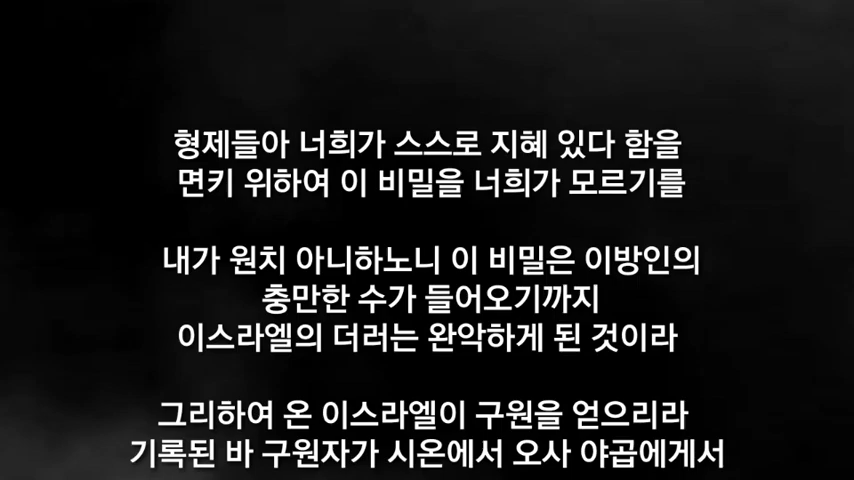 형제들아 너희가 스스로 지혜 있다 함을
면키 위하여 이 비밀을 너희가 모르기를
내가 원치 아니하노니 이 비밀은 이방인의
충만한 수가 들어오기까지
이스라엘의 더러는 완악하게 된 것이라
그리하여 온 이스라엘이 구원을 얻으리라
기록된 바 구원자가 시온에서 오사 야곱에게서